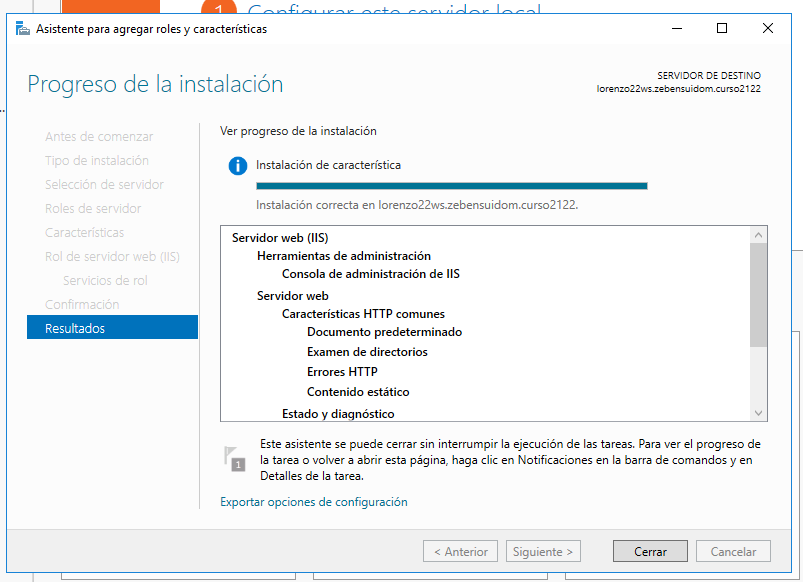 1 Configurar este servidor local
Asistente para agregar roles y características
Progreso de la instalación
SERVIDOR DE DESTINO
lorenzo22ws.zebensuidom.curso2122
Antes de comenzar
Tipo de instalación
Selección de servidor
Roles de servidor
Características
Rol de servidor web (IIS)
Servicios de rol
Confirmación
Resultados
Ver progreso de la instalación
Instalación de característica
Instalación correcta en lorenzo22ws.zebensuidom.curso2122.
Servidor web (IIS)
Herramientas de administración
Consola de administración de IIS
Servidor web
Características HTTP comunes
Documento predeterminado
Examen de directorios
Errores HTTP
Contenido estático
Estado y diagnóstico
1
Este asistente se puede cerrar sin interrumpir la ejecución de las tareas. Para ver el progreso de
la tarea o volver a abrir esta página, haga clic en Notificaciones en la barra de comandos y en
Detalles de la tarea.
Exportar opciones de configuración
< Anterior
Siguiente >
Cerrar
Cancelar